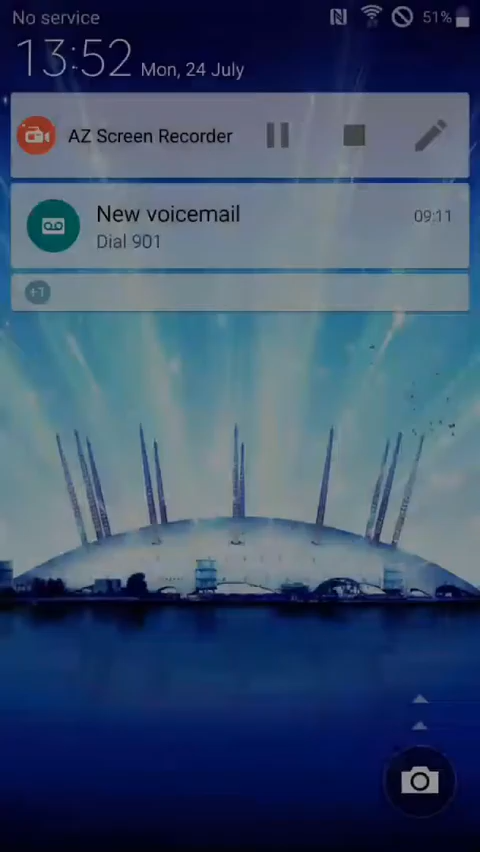 No service
51%
13:52 Mon, 24 July
AZ Screen Recorder
New voicemail
09:11
Dial 901
+1